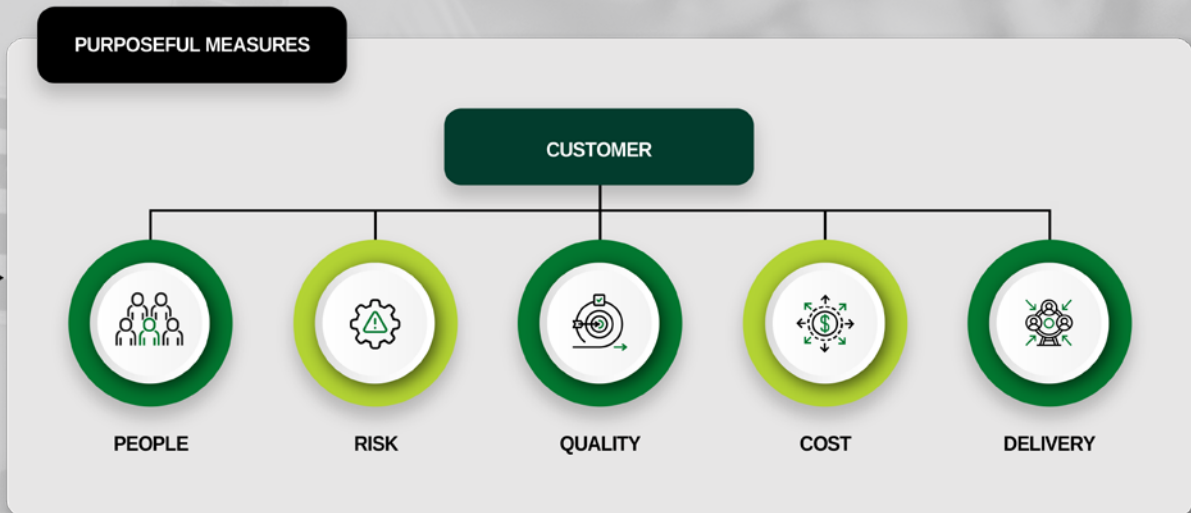 PURPOSEFUL MEASURES
CUSTOMER
PEOPLE
RISK
QUALITY
COST
DELIVERY